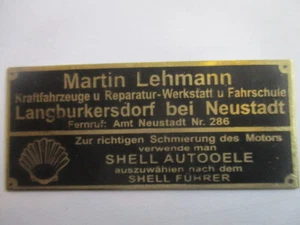 Martin Lehmann
Kraftfahrzeuge u Reparatur-Werkstatt u Fahrschule
Langburkersdorf bei Neustadt
Fernruf: Amt Neustadt Nr. 286
Zur richtigen Schmierung des Motors
verwende man
SHELL AUTOOELE
auszuwählen nach dem
SHELL FÜHRER